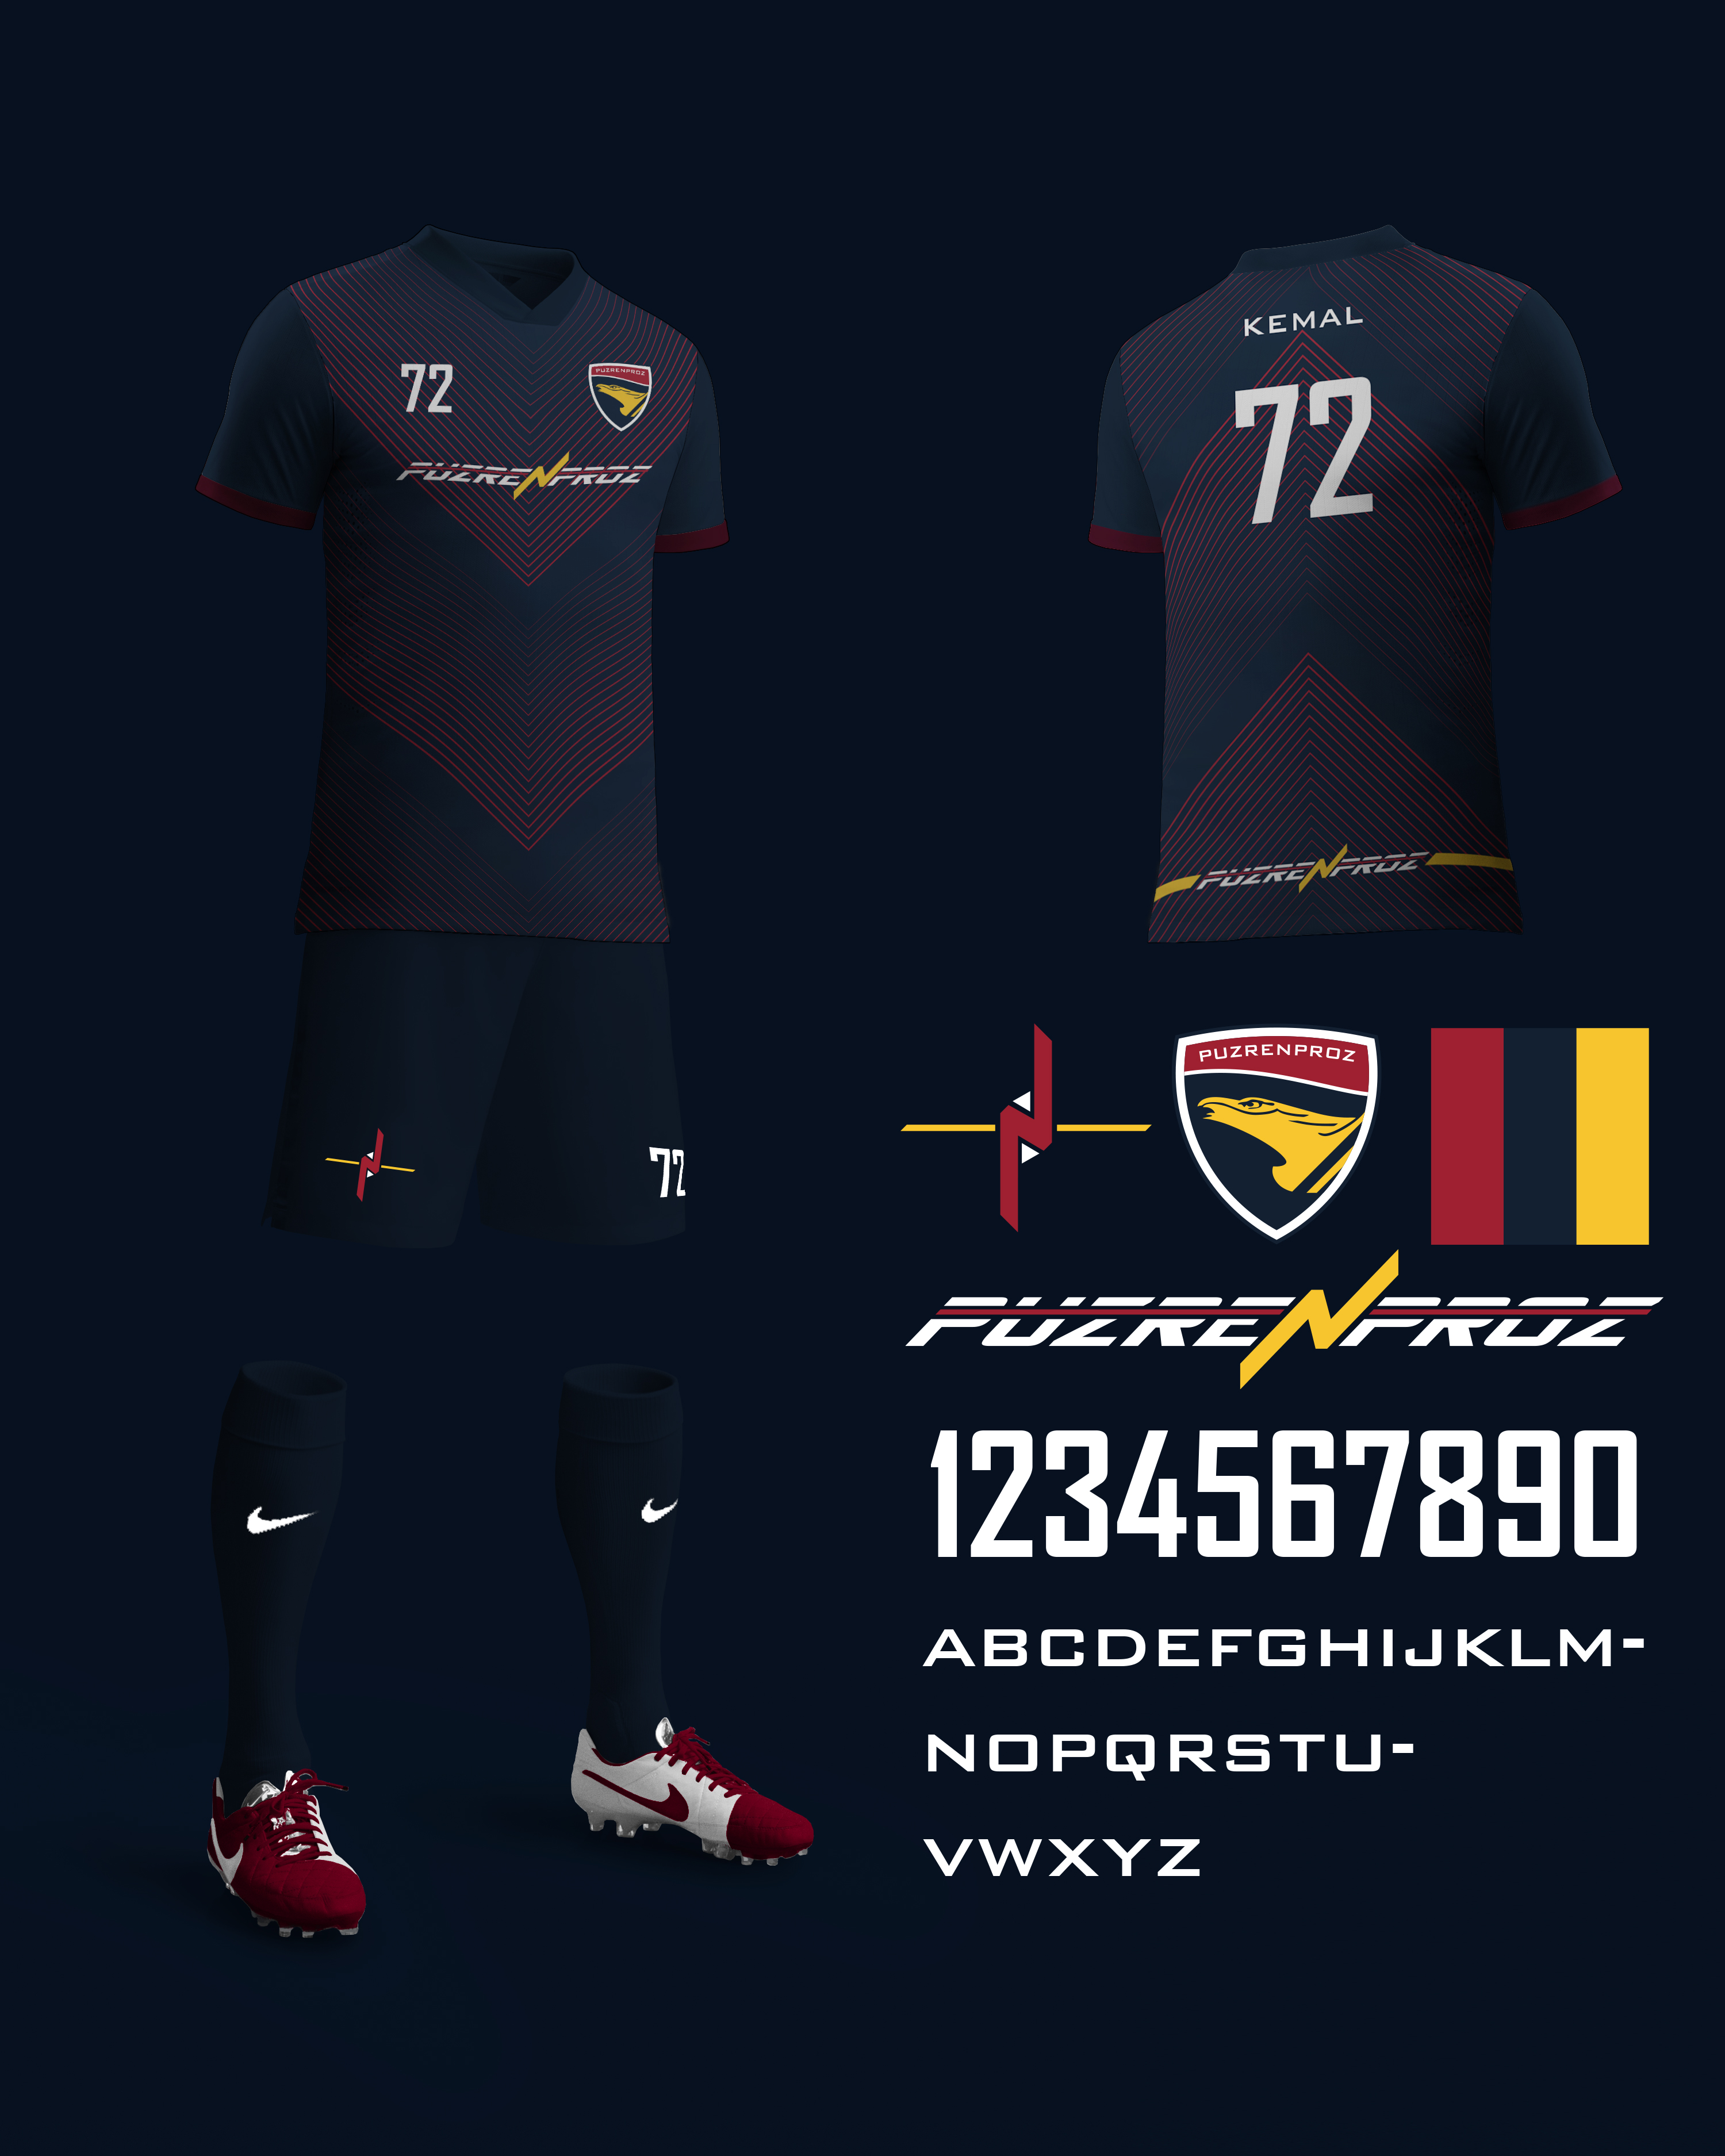 72
PUZRENPROZ
PUZRENPROZ
KEMAL
72
PUZRENPROZ
72
PUZRENPROZ
PUZRENPROZ
1234567890
ABCDEFGHIJKLM-
NOPQRSTU-
VWXYZ